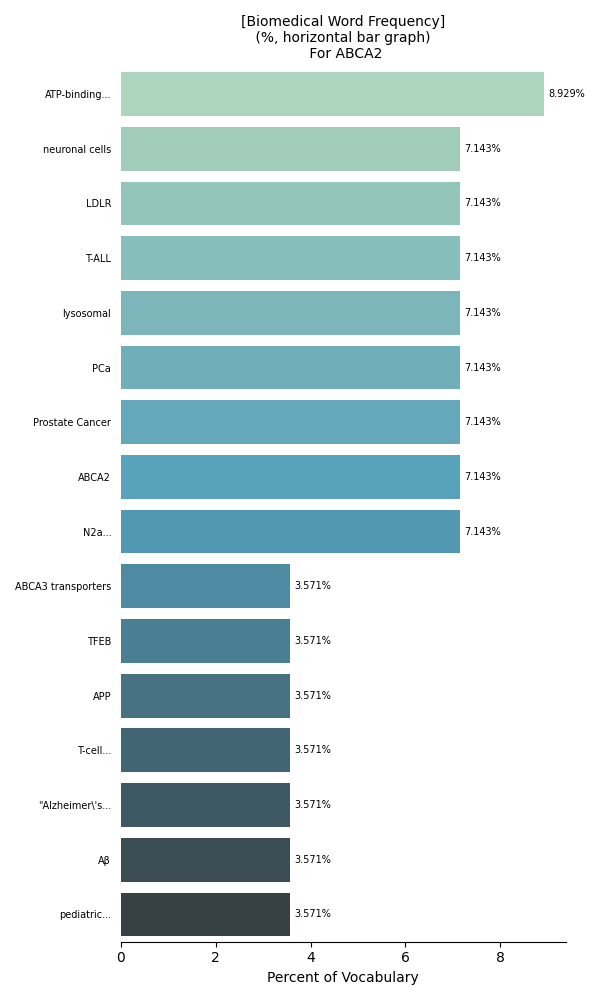 [Biomedical Word Frequency]
(%, horizontal bar graph)
For ABCA2
ATP-binding... 8.929%
neuronal cells 7.143%
LDLR 7.143%
T-ALL 7.143%
lysosomal 7.143%
PCa 7.143%
Prostate Cancer 7.143%
ABCA2 7.143%
N2a... 7.143%
ABCA3 transporters 3.571%
TFEB 3.571%
APP 3.571%
T-cell... 3.571%
"Alzheimer\'s... 3.571%
Aβ 3.571%
pediatric... 3.571%
0 2 4 6 8
Percent of Vocabulary